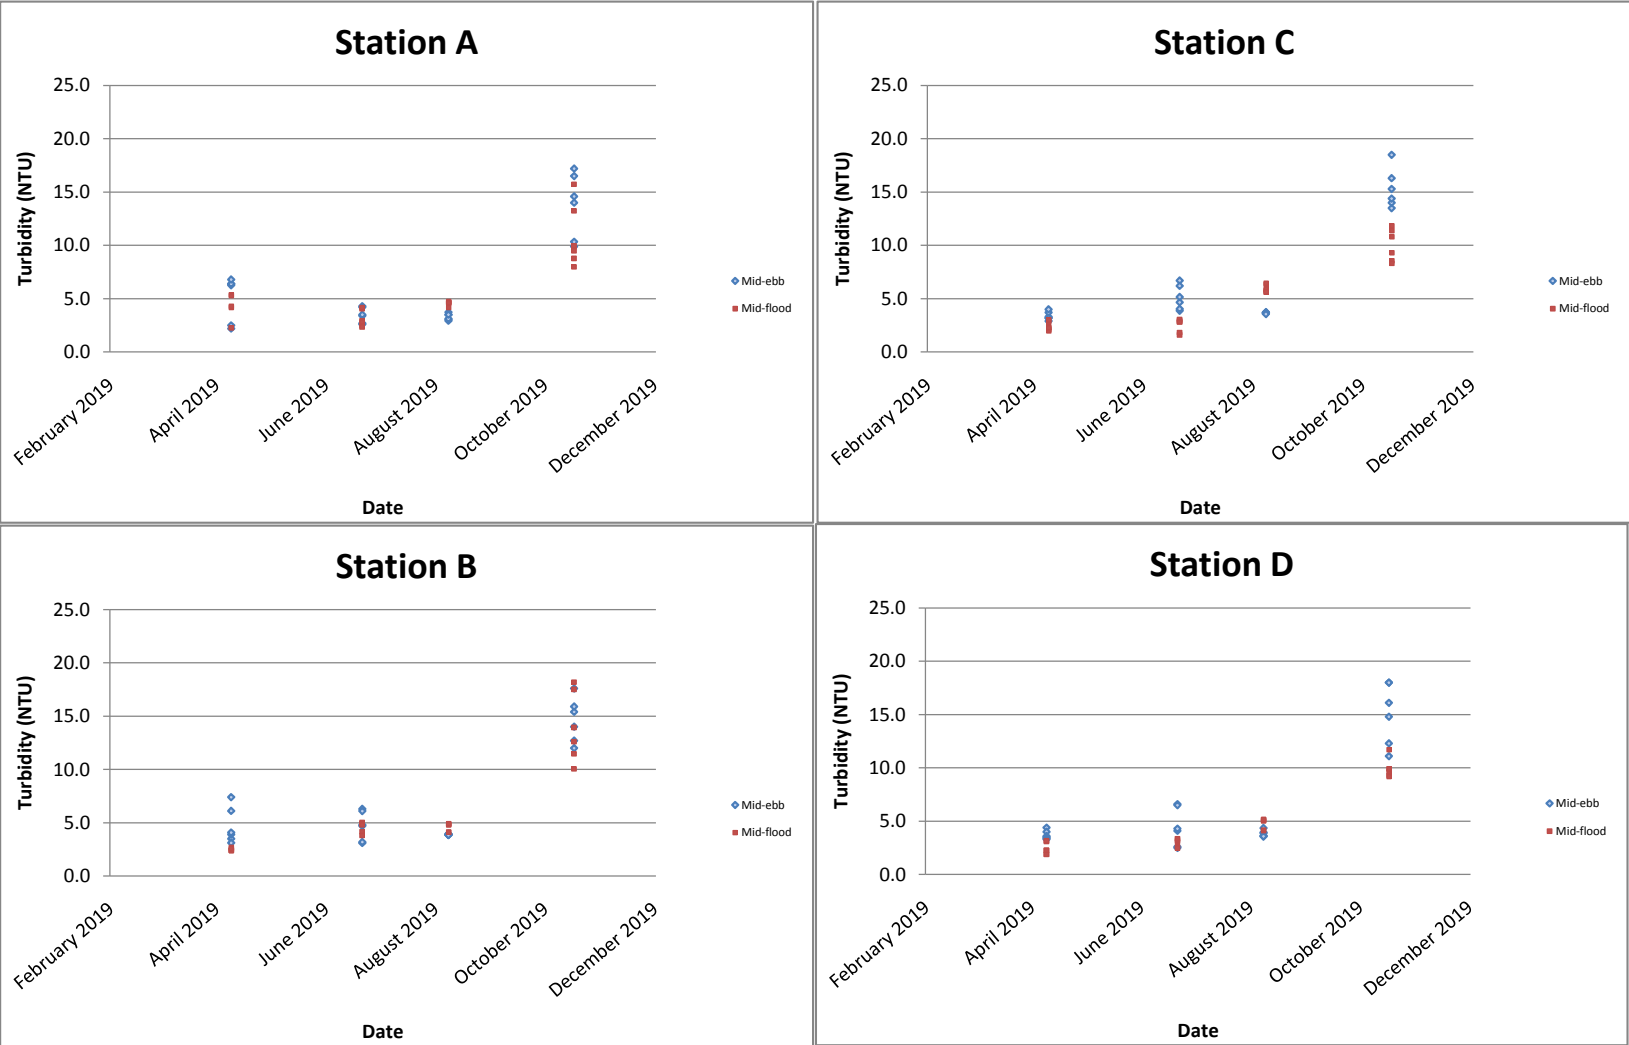 Station A
25.0
20.0
15.0
10.0
5.0
0.0
Turbidity (NTU)
February 2019
April 2019
June 2019
August 2019
October 2019
December 2019
Date
Mid-ebb
Mid-flood
Station C
25.0
20.0
15.0
10.0
5.0
0.0
Turbidity (NTU)
February 2019
April 2019
June 2019
August 2019
October 2019
December 2019
Date
Mid-ebb
Mid-flood
Station B
25.0
20.0
15.0
10.0
5.0
0.0
Turbidity (NTU)
February 2019
April 2019
June 2019
August 2019
October 2019
December 2019
Date
Mid-ebb
Mid-flood
Station D
25.0
20.0
15.0
10.0
5.0
0.0
Turbidity (NTU)
February 2019
April 2019
June 2019
August 2019
October 2019
December 2019
Date
Mid-ebb
Mid-flood